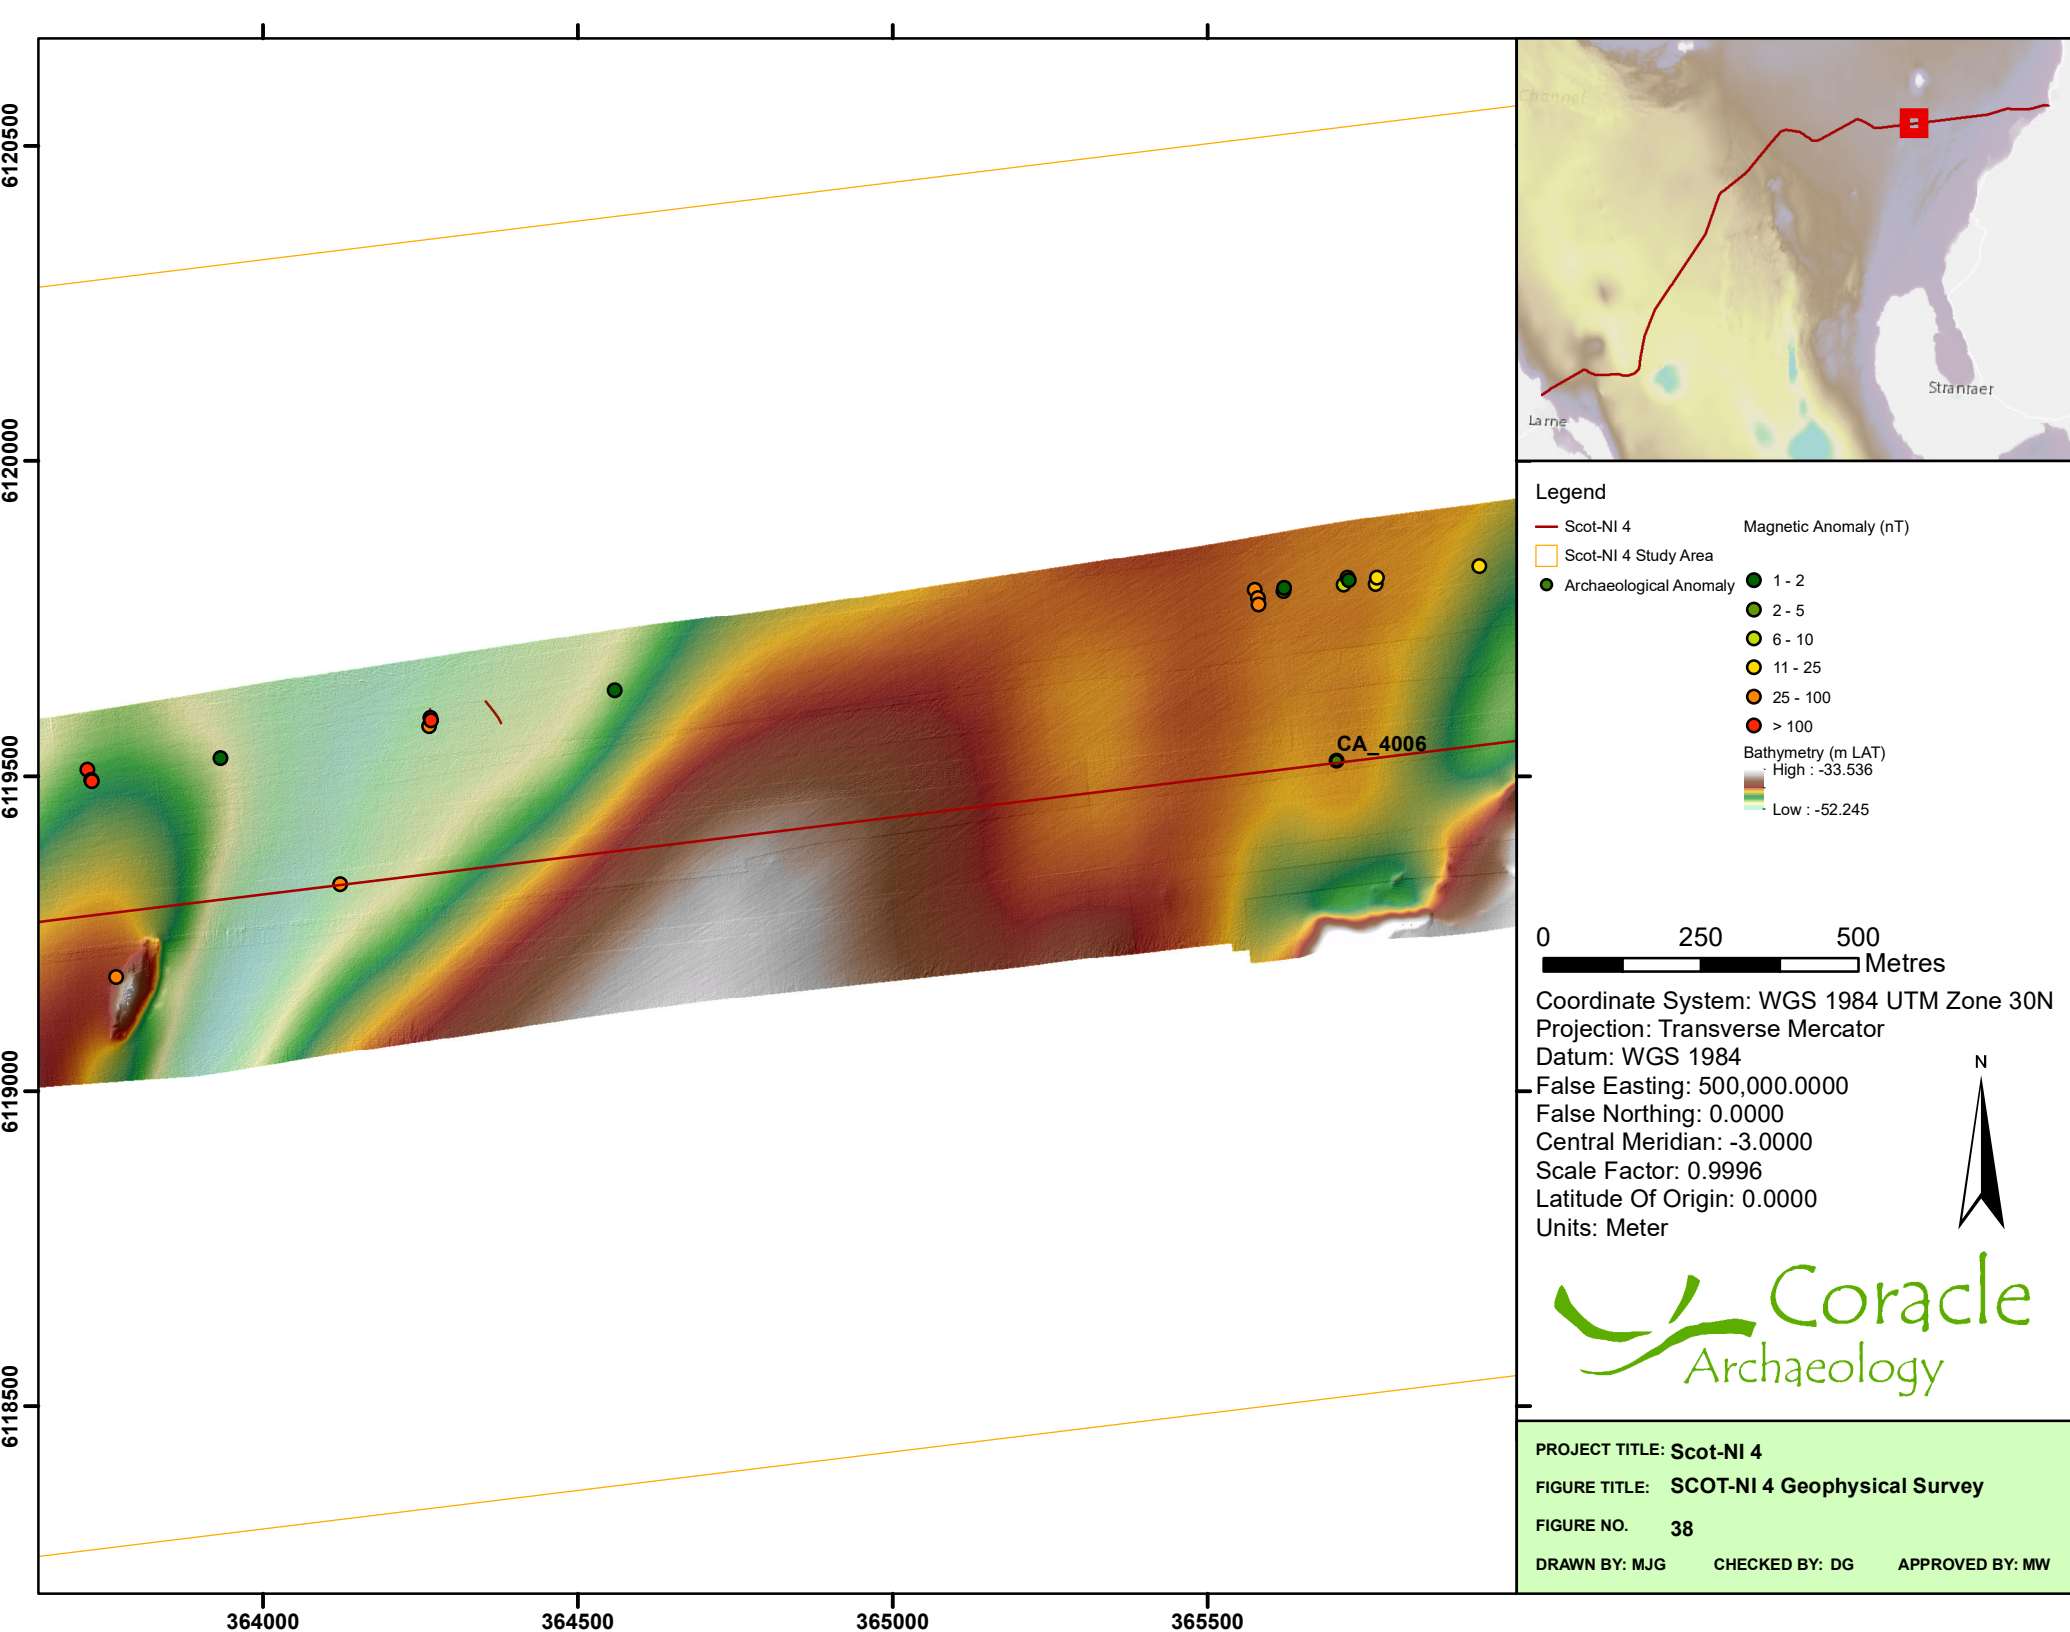 6120500
6120000
6119500
6119000
6118500
364000
364500
365000
365500
CA_4006
Channel
Stranraer
Larne
Legend
Scot-NI 4
Scot-NI 4 Study Area
Archaeological Anomaly
Magnetic Anomaly (nT)
1 - 2
2 - 5
6 - 10
11 - 25
25 - 100
> 100
Bathymetry (m LAT)
High : -33.536
Low : -52.245
0 250 500
Metres
Coordinate System: WGS 1984 UTM Zone 30N
Projection: Transverse Mercator
Datum: WGS 1984
False Easting: 500,000.0000
False Northing: 0.0000
Central Meridian: -3.0000
Scale Factor: 0.9996
Latitude Of Origin: 0.0000
Units: Meter
N
Coracle
Archaeology
PROJECT TITLE: Scot-NI 4
FIGURE TITLE: SCOT-NI 4 Geophysical Survey
FIGURE NO. 38
DRAWN BY: MJG CHECKED BY: DG APPROVED BY: MW